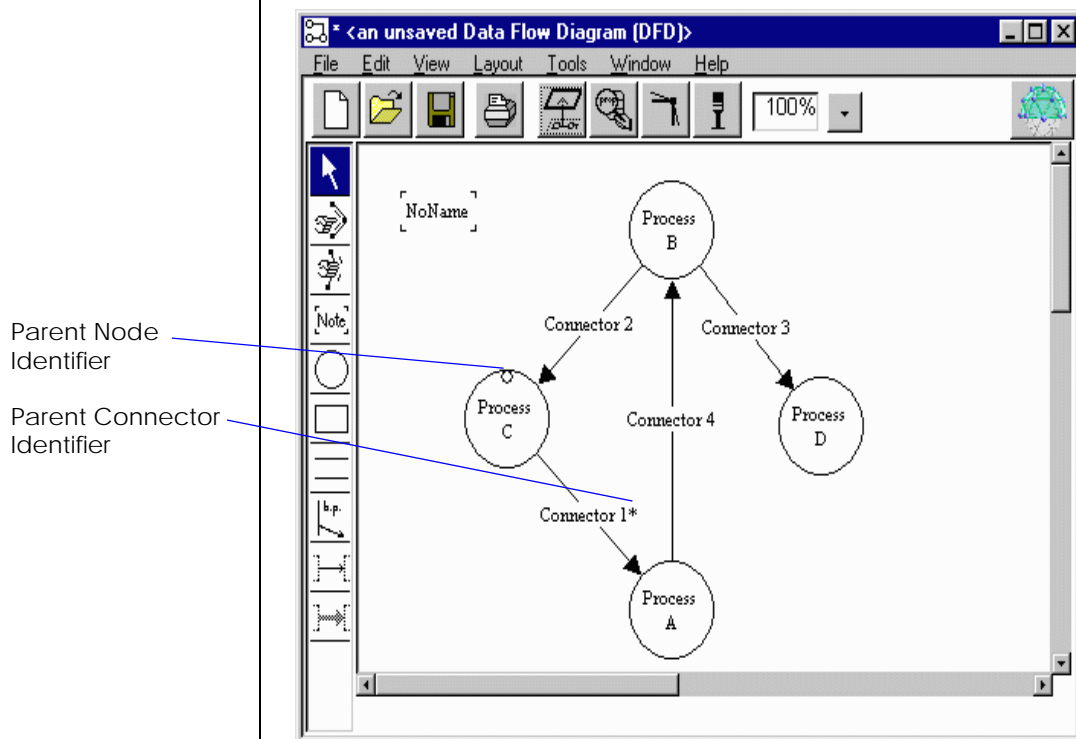 * <an unsaved Data Flow Diagram (DFD)>
File Edit View Layout Tools Window Help
prop
100%
NoName
Process
B
Note
Connector 2
Connector 3
Parent Node
Identifier
Process
C
Connector 4
Process
D
Parent Connector
Identifier
b.p.
Connector 1*
Process
A